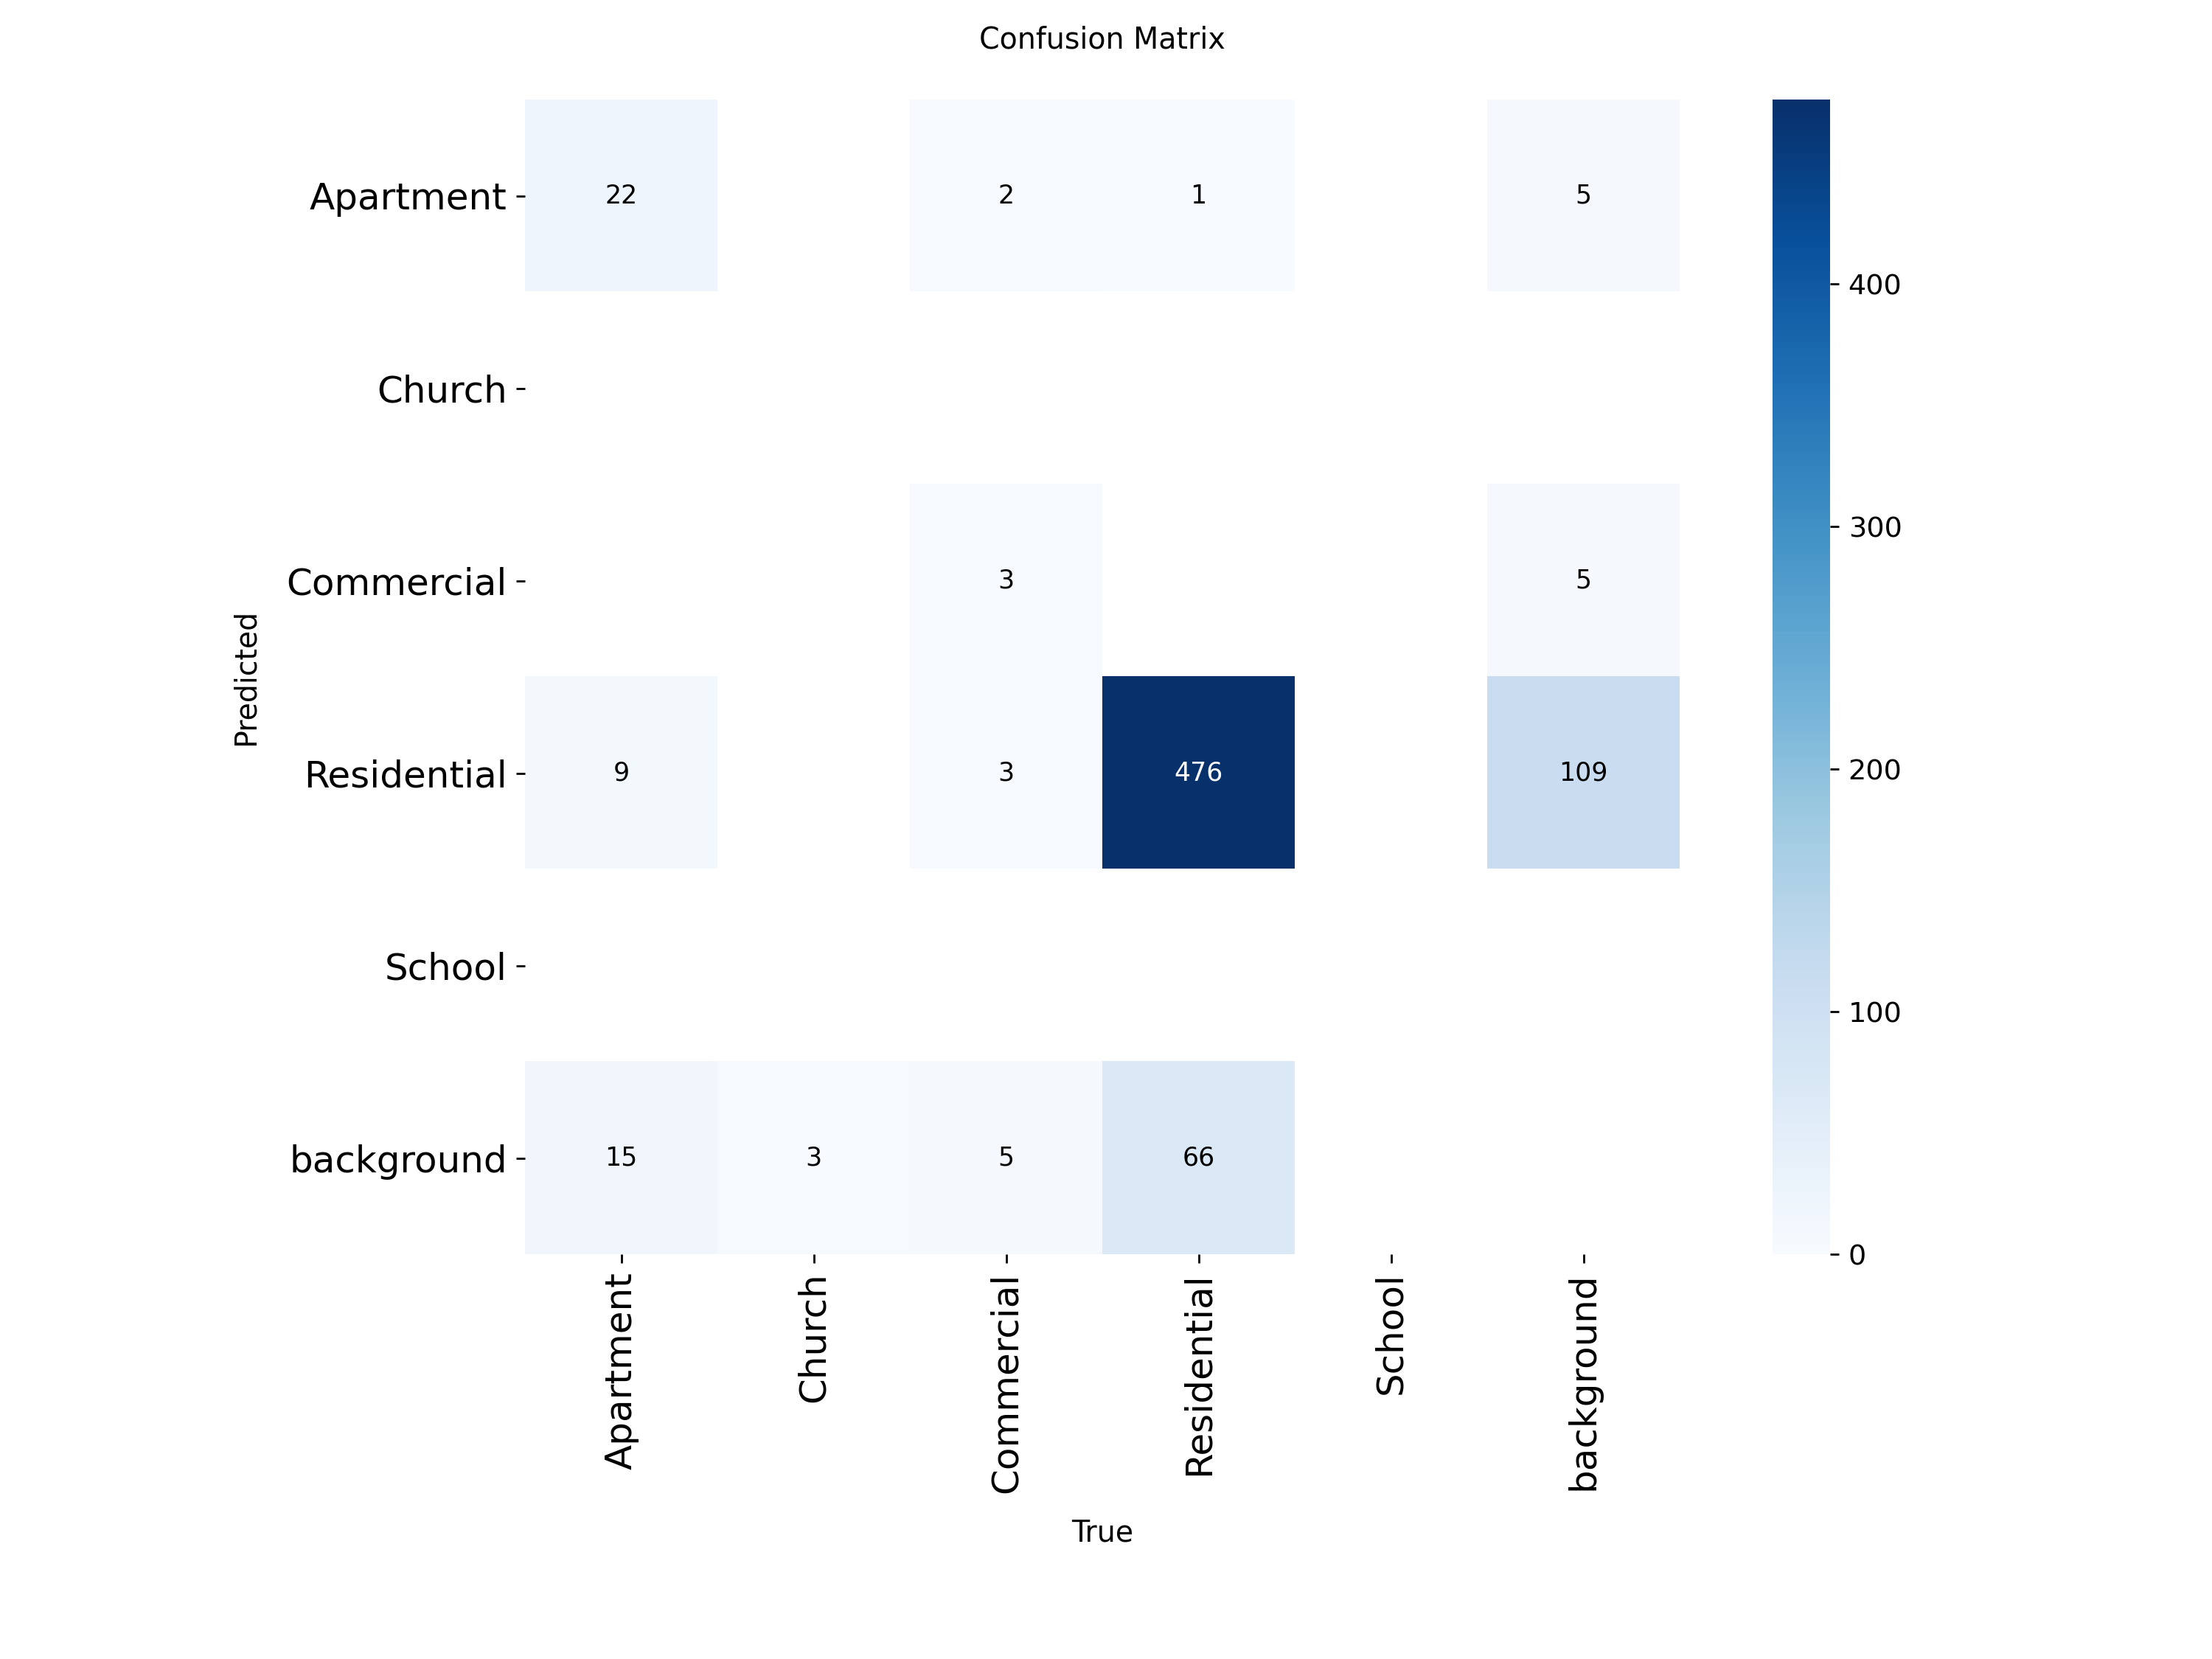 Confusion Matrix
Apartment 22 2 1 5
Church
Commercial 3 5
Residential 9 3 476 109
School
background 15 3 5 66
Predicted
Apartment Church Commercial Residential School background
True
400
300
200
100
0